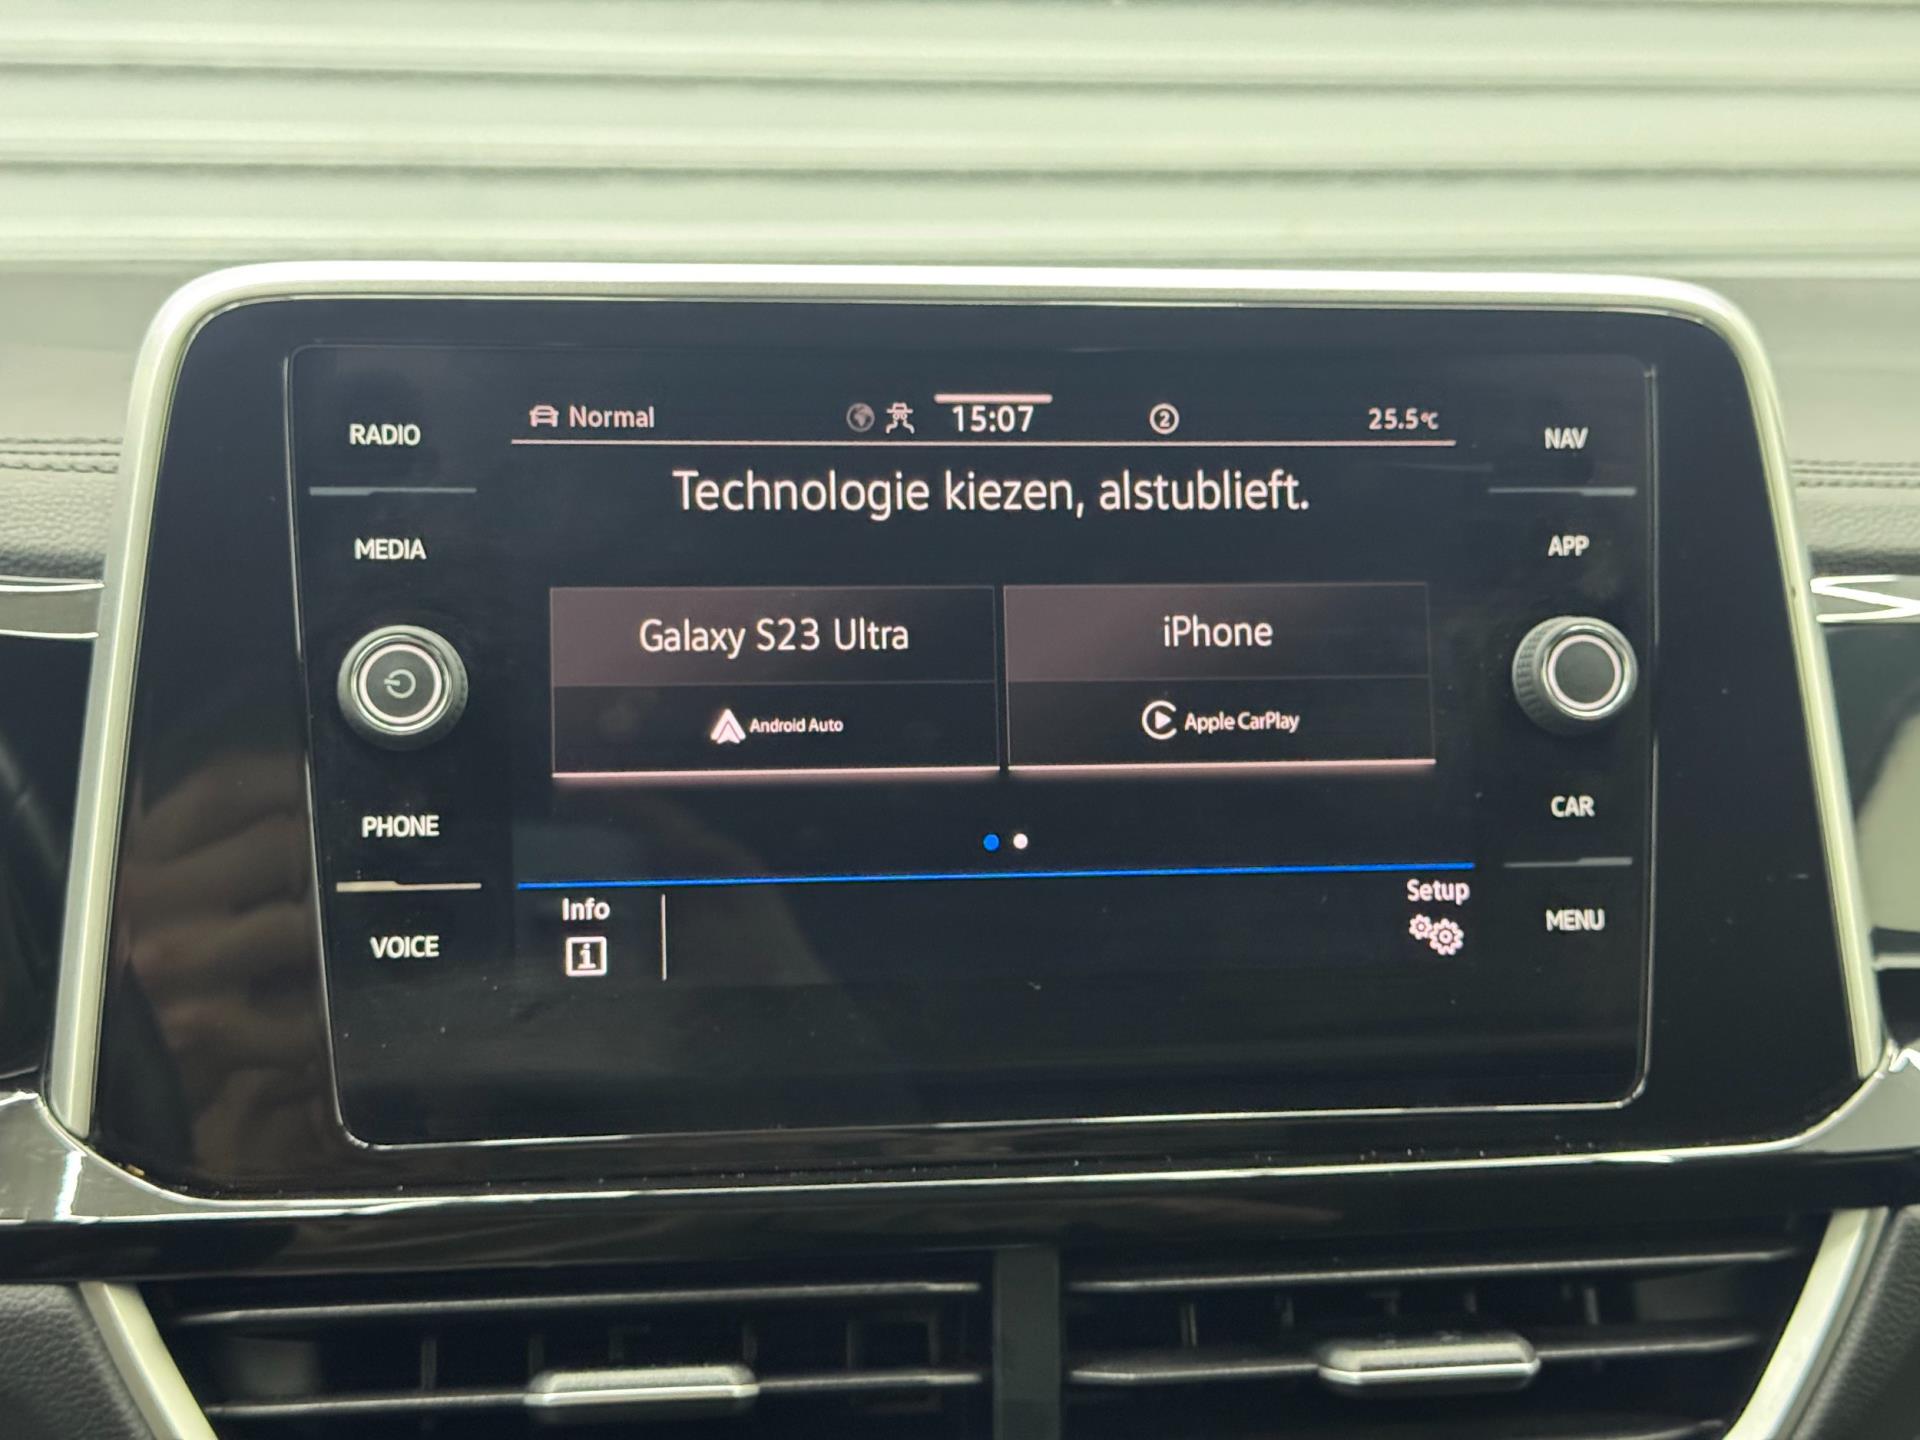 RADIO
MEDIA
PHONE
VOICE
Normal
15:07
2
25.5°C
Technologie kiezen, alstublieft.
Galaxy S23 Ultra
Android Auto
iPhone
Apple CarPlay
Info
i
Setup
NAV
APP
CAR
MENU